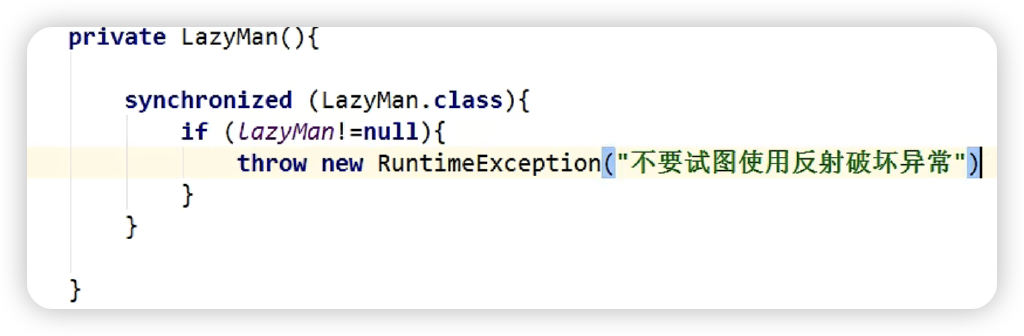 private LazyMan(){
synchronized (LazyMan.class){
if (lazyMan!=null){
throw new RuntimeException("不要试图使用反射破坏异常")
}
}
}